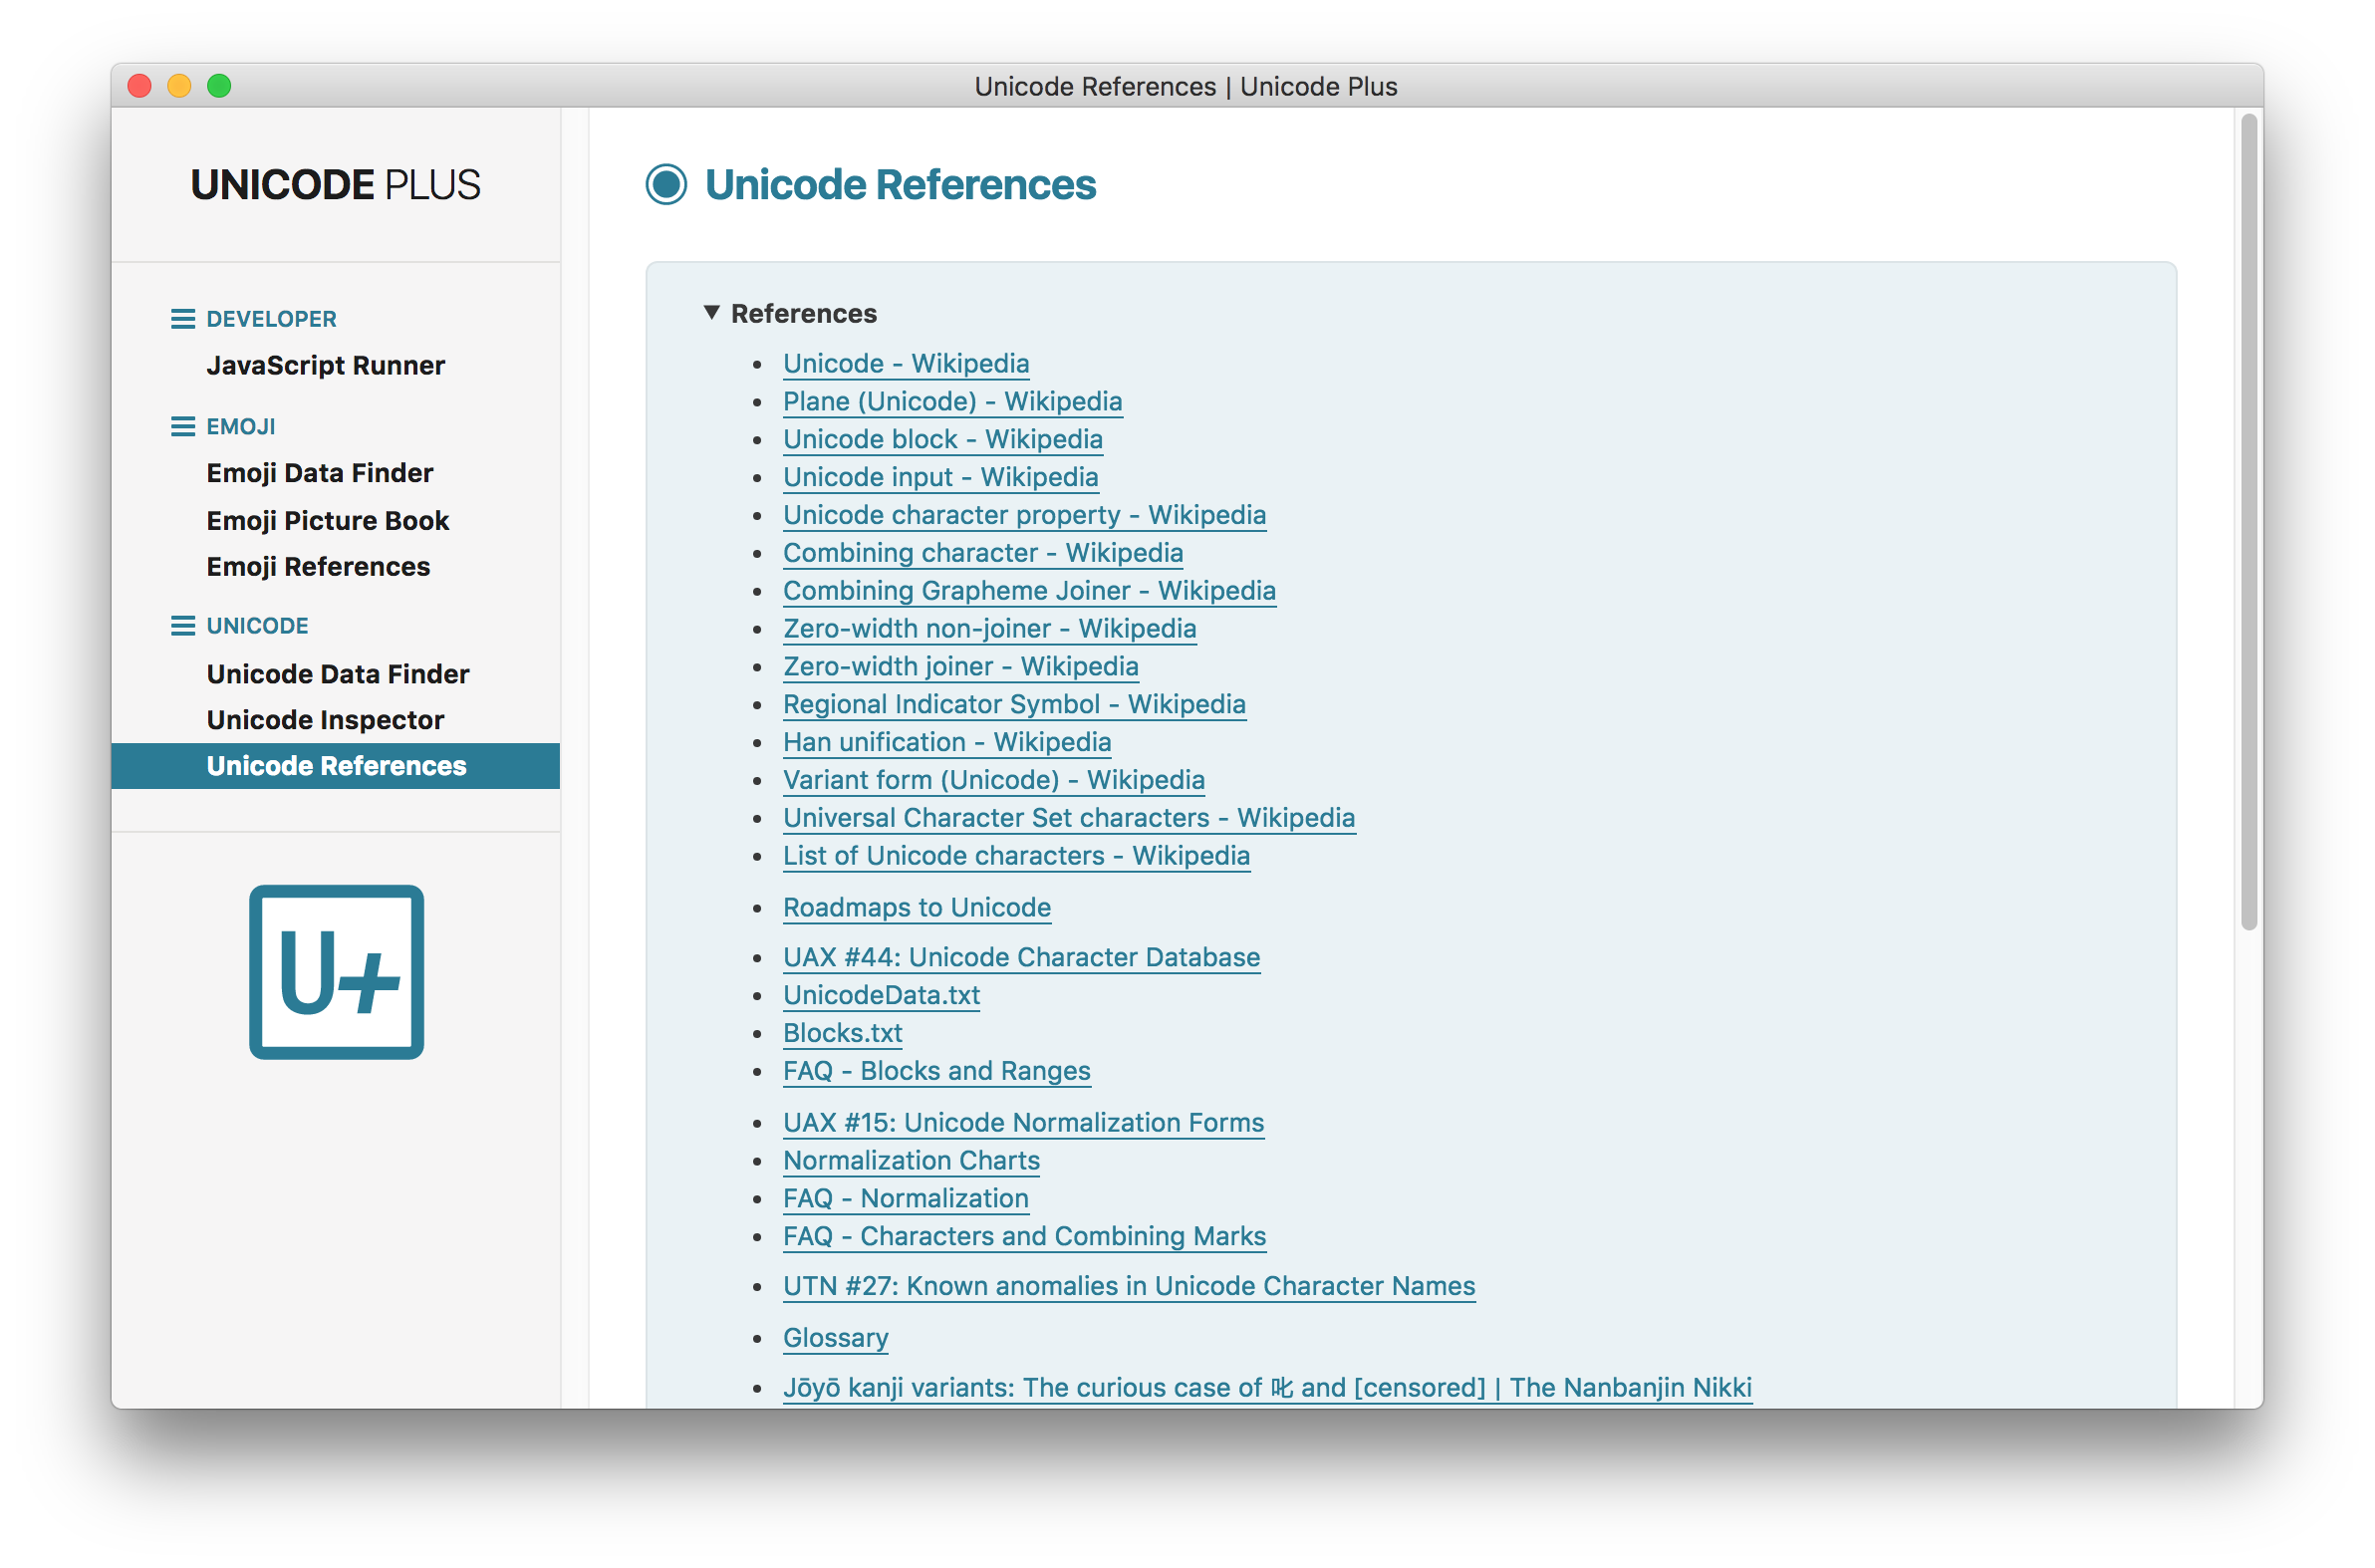 Unicode References | Unicode Plus
UNICODE PLUS
DEVELOPER
JavaScript Runner
EMOJI
Emoji Data Finder
Emoji Picture Book
Emoji References
UNICODE
Unicode Data Finder
Unicode Inspector
Unicode References
U+
Unicode References
References
Unicode - Wikipedia
Plane (Unicode) - Wikipedia
Unicode block - Wikipedia
Unicode input - Wikipedia
Unicode character property - Wikipedia
Combining character - Wikipedia
Combining Grapheme Joiner - Wikipedia
Zero-width non-joiner - Wikipedia
Zero-width joiner - Wikipedia
Regional Indicator Symbol - Wikipedia
Han unification - Wikipedia
Variant form (Unicode) - Wikipedia
Universal Character Set characters - Wikipedia
List of Unicode characters - Wikipedia
Roadmaps to Unicode
UAX #44: Unicode Character Database
UnicodeData.txt
Blocks.txt
FAQ - Blocks and Ranges
UAX #15: Unicode Normalization Forms
Normalization Charts
FAQ - Normalization
FAQ - Characters and Combining Marks
UTN #27: Known anomalies in Unicode Character Names
Glossary
Jōyō kanji variants: The curious case of 叱 and [censored] | The Nanbanjin Nikki